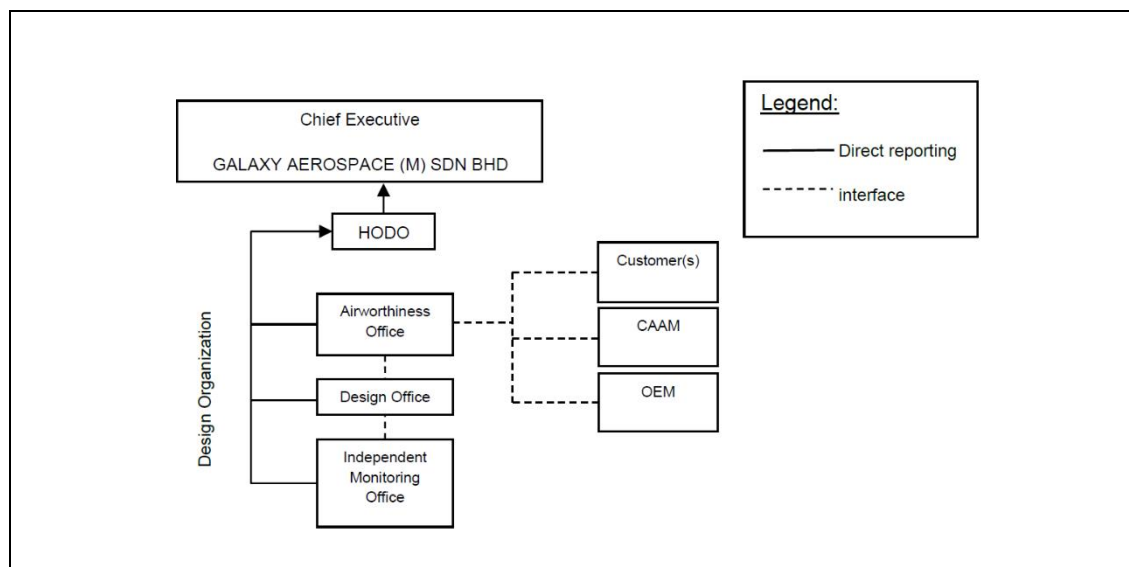 Chief Executive
GALAXY AEROSPACE (M) SDN BHD
HODO
Design Organization
Airworthiness
Office
Design Office
Independent
Monitoring
Office
Customer(s)
CAAM
OEM
Legend:
Direct reporting
interface